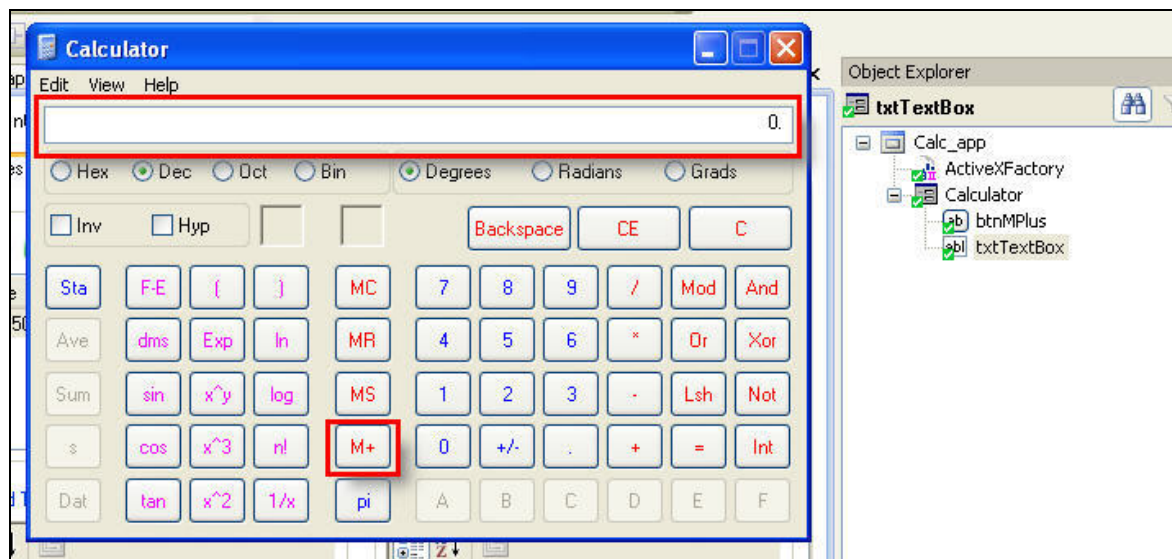 Calculator
Edit View Help
0.
Hex Dec Oct Bin Degrees Radians Grads
Inv Hyp Backspace CE C
Sta F-E ( ) MC 7 8 9 / Mod And
Ave dms Exp ln MR 4 5 6 * Or Xor
Sum sin x^y log MS 1 2 3 - Lsh Not
s cos x^3 n! M+ 0 +/- . + = Int
Dat tan x^2 1/x pi A B C D E F
Object Explorer
txtTextBox
Calc_app
ActiveXFactory
Calculator
btnMPlus
txtTextBox